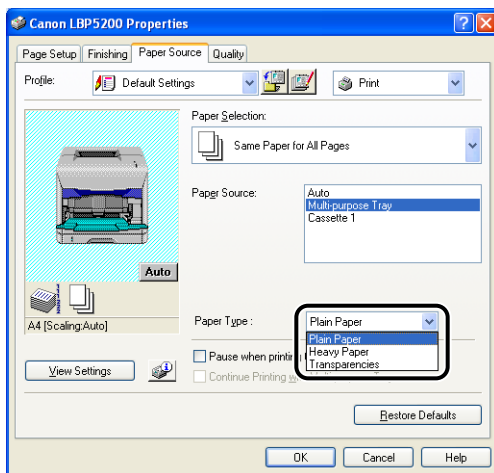 Canon LBP5200 Properties
Page Setup Finishing Paper Source Quality
Profile: Default Settings Print
Paper Selection:
Same Paper for All Pages
Paper Source: Auto
Multi-purpose Tray
Cassette 1
Auto
A4 [Scaling:Auto]
Paper Type : Plain Paper
Plain Paper
Heavy Paper
Transparencies
Pause when printing
View Settings
Continue Printing
Restore Defaults
OK Cancel Help